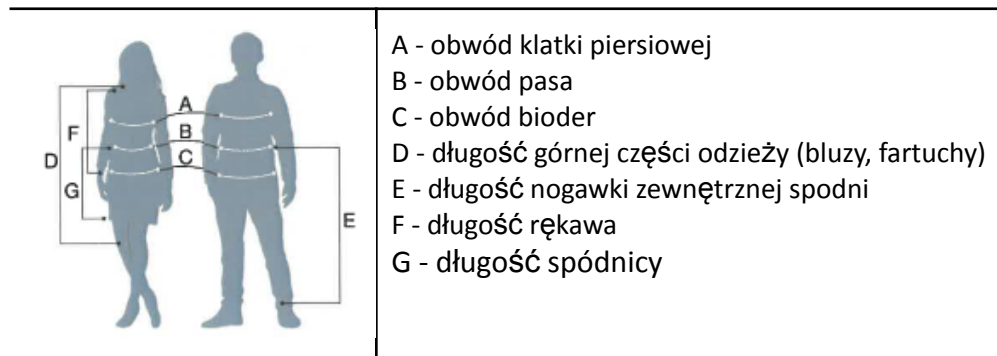 A
B
C
D
E
F
G
A - obwód klatki piersiowej
B - obwód pasa
C - obwód bioder
D - długość górnej części odzieży (bluzy, fartuchy)
E - długość nogawki zewnętrznej spodni
F - długość rękawa
G - długość spódnicy